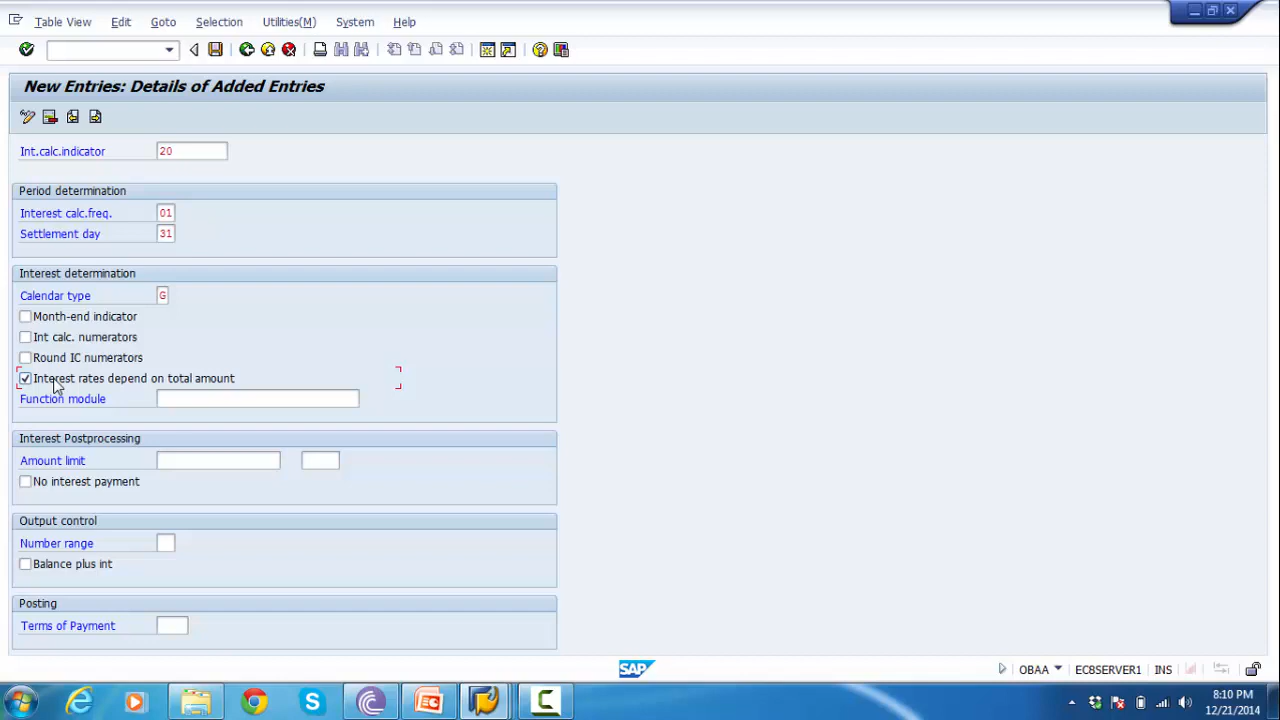 Table View Edit Goto Selection Utilities(M) System Help
New Entries: Details of Added Entries
Int.calc.indicator 20
Period determination
Interest calc.freq. 01
Settlement day 31
Interest determination
Calendar type G
Month-end indicator
Int calc. numerators
Round IC numerators
Interest rates depend on total amount
Function module
Interest Postprocessing
Amount limit
No interest payment
Output control
Number range
Balance plus int
Posting
Terms of Payment
SAP OBAA EC8SERVER1 INS
8:10 PM
12/21/2014